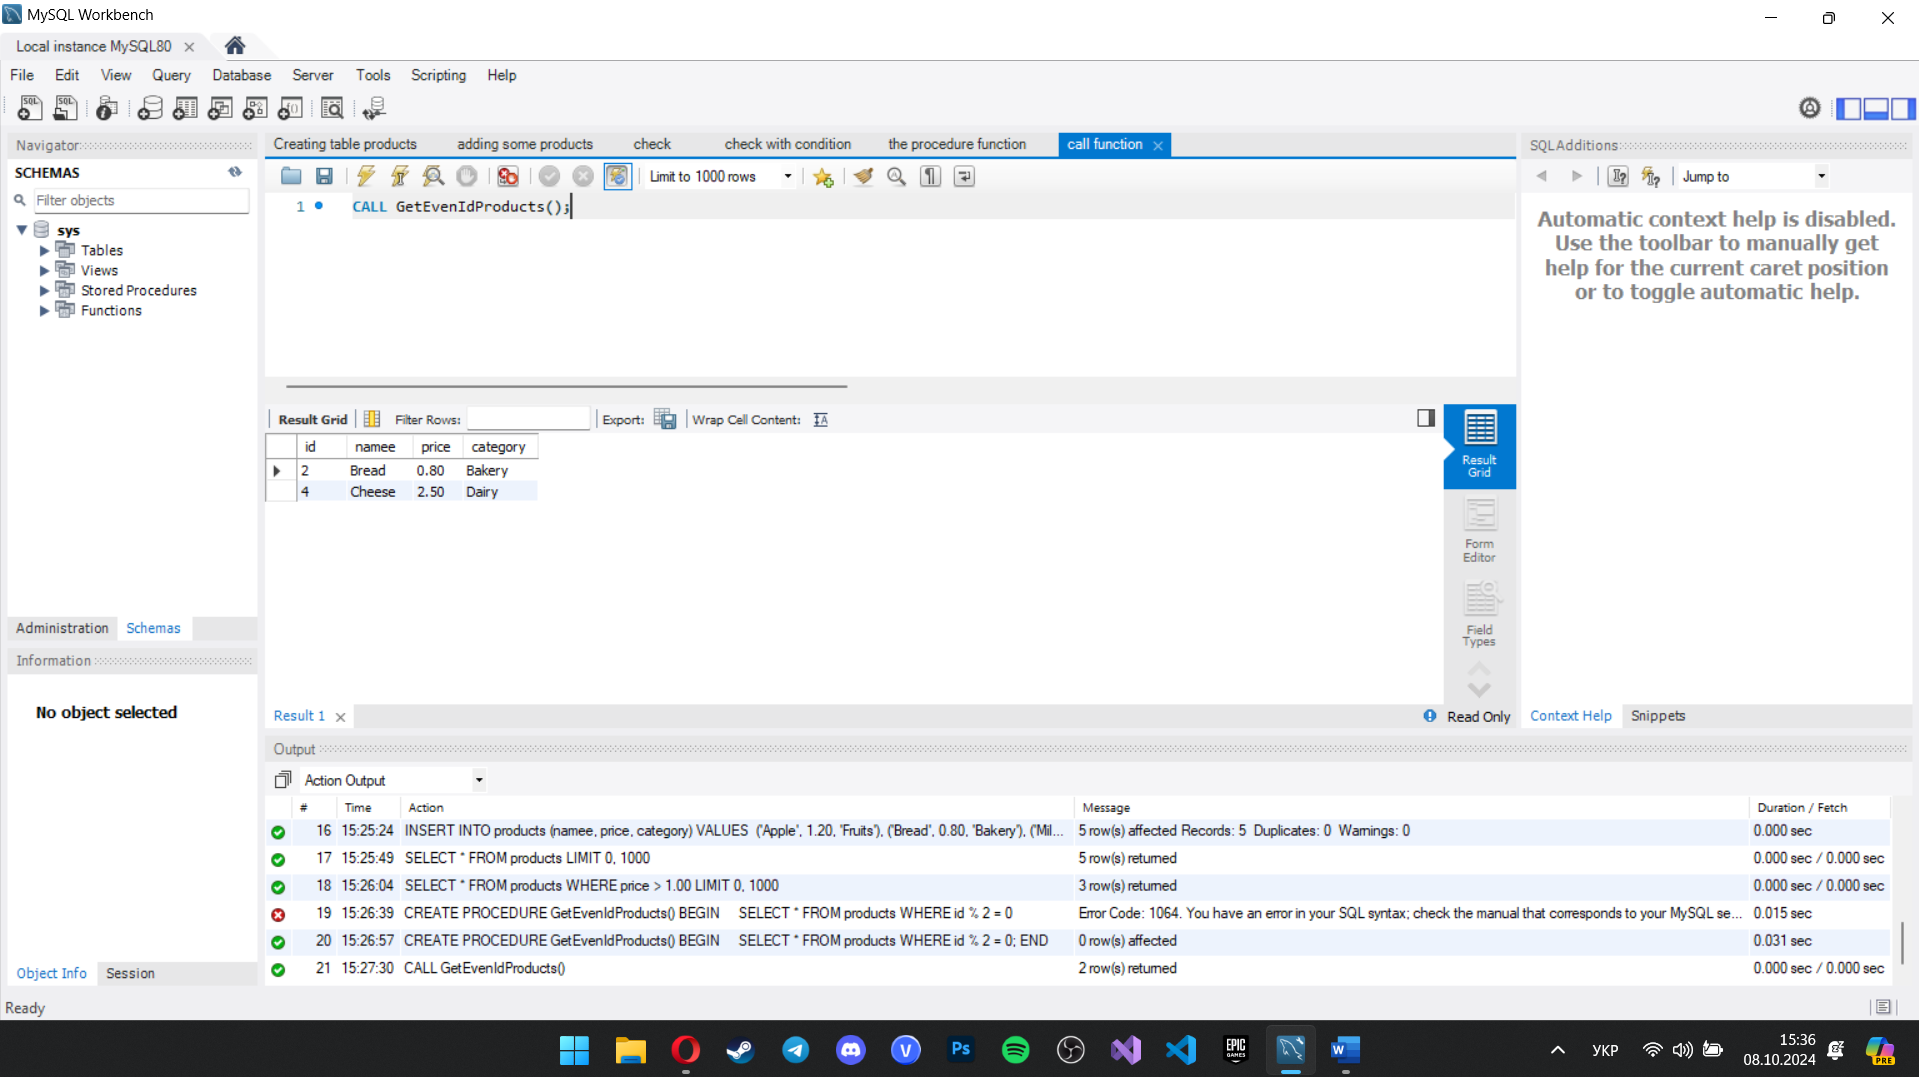 MySQL Workbench
Local instance MySQL80
File Edit View Query Database Server Tools Scripting Help
Navigator
SCHEMAS
Filter objects
sys
Tables
Views
Stored Procedures
Functions
Administration Schemas
Information
No object selected
Object Info Session
Creating table products adding some products check check with condition the procedure function call function
Limit to 1000 rows
1 CALL GetEvenIdProducts();
Result Grid Filter Rows: Export: Wrap Cell Content:
id namee price category
2 Bread 0.80 Bakery
4 Cheese 2.50 Dairy
Result Grid
Form Editor
Field Types
Result 1 Read Only
SQLAdditions
Jump to
Automatic context help is disabled.
Use the toolbar to manually get
help for the current caret position
or to toggle automatic help.
Context Help Snippets
Output
Action Output
# Time Action Message Duration / Fetch
16 15:25:24 INSERT INTO products (namee, price, category) VALUES ('Apple', 1.20, 'Fruits'), ('Bread', 0.80, 'Bakery'), ('Mil... 5 row(s) affected Records: 5 Duplicates: 0 Warnings: 0 0.000 sec
17 15:25:49 SELECT * FROM products LIMIT 0, 1000 5 row(s) returned 0.000 sec / 0.000 sec
18 15:26:04 SELECT * FROM products WHERE price > 1.00 LIMIT 0, 1000 3 row(s) returned 0.000 sec / 0.000 sec
19 15:26:39 CREATE PROCEDURE GetEvenIdProducts() BEGIN SELECT * FROM products WHERE id % 2 = 0 Error Code: 1064. You have an error in your SQL syntax; check the manual that corresponds to your MySQL se... 0.015 sec
20 15:26:57 CREATE PROCEDURE GetEvenIdProducts() BEGIN SELECT * FROM products WHERE id % 2 = 0; END 0 row(s) affected 0.031 sec
21 15:27:30 CALL GetEvenIdProducts() 2 row(s) returned 0.000 sec / 0.000 sec
Ready
Ps
EPIC GAMES
УКР
15:36
08.10.2024
PRE